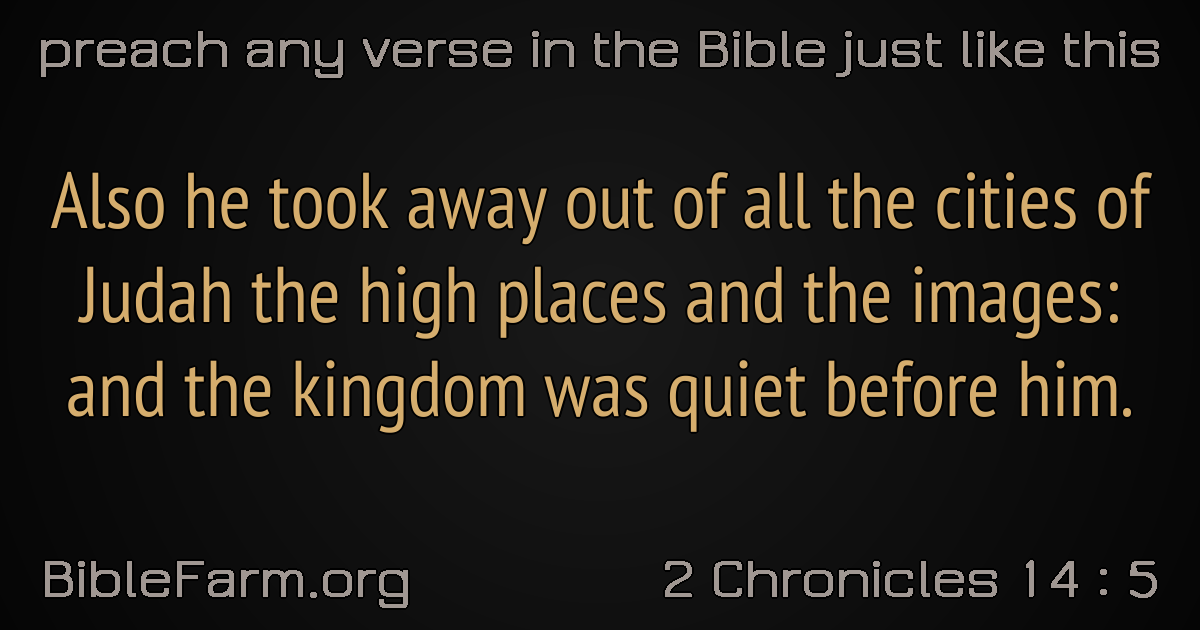 preach any verse in the Bible just like this
Also he took away out of all the cities of
Judah the high places and the images:
and the kingdom was quiet before him.
BibleFarm.org
2 Chronicles 14 : 5